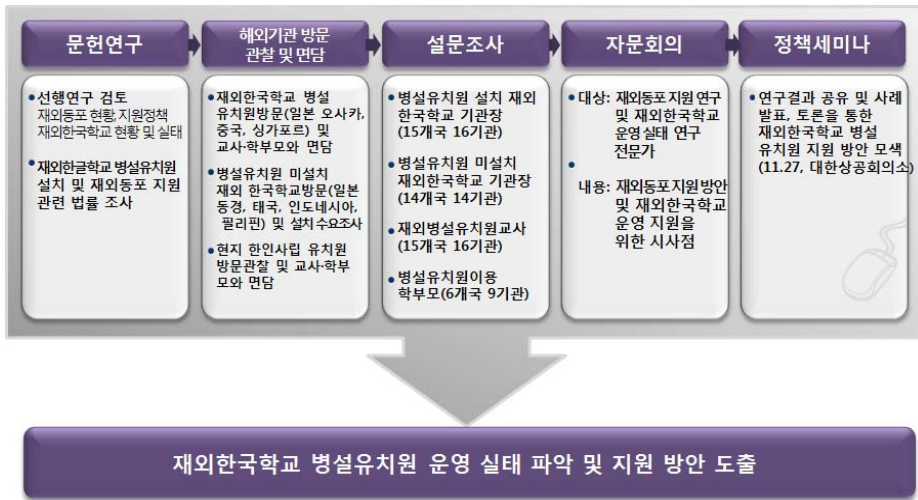 문헌연구
• 선행연구 검토
재외동포 현황, 지원정책
재외한국학교 현황 및 실태
• 재외한글학교 병설유치원
설치 및 재외동포 지원
관련 법률 조사
해외기관 방문
관찰 및 면담
• 재외한국학교 병설
유치원방문(일본 오사카,
중국, 싱가포르) 및
교사·학부모와 면담
• 병설유치원 미설치
재외 한국학교방문(일본
동경, 태국, 인도네시아,
필리핀) 및 설치 수요조사
• 현지 한인사립 유치원
방문관찰 및 교사·학부
모와 면담
설문조사
• 병설유치원 설치 재외
한국학교 기관장
(15개국 16기관)
• 병설유치원 미설치
재외한국학교 기관장
(14개국 14기관)
• 재외병설유치원교사
(15개국 16기관)
• 병설유치원이용
학부모(6개국 9기관)
자문회의
• 대상: 재외동포 지원 연구
및 재외한국학교
운영 실태 연구
전문가
•
내용: 재외동포 지원 방안
및 재외한국학교
운영 지원을
위한 시사점
정책세미나
• 연구결과 공유 및 사례
발표, 토론을 통한
재외한국학교 병설
유치원 지원 방안 모색
(11.27, 대한상공회의소)
재외한국학교 병설유치원 운영 실태 파악 및 지원 방안 도출